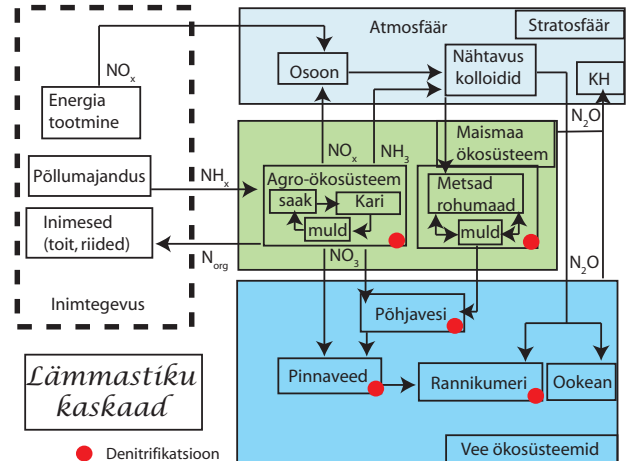 Atmosfäär
Stratosfäär
NOx
Osoon
Nähtavus
kolloidid
KH
Energia
tootmine
N2O
NOx
NH3
Maismaa
ökosüsteem
Põllumajandus
NHx
Agro-ökosüsteem
saak
Kari
muld
Metsad
rohumaad
muld
Inimesed
(toit, riided)
Norg
NO3
N2O
Inimtegevus
Põhjavesi
Lämmastiku
kaskaad
Pinnaveed
Rannikumeri
Ookean
Denitrifikatsioon
Vee ökosüsteemid